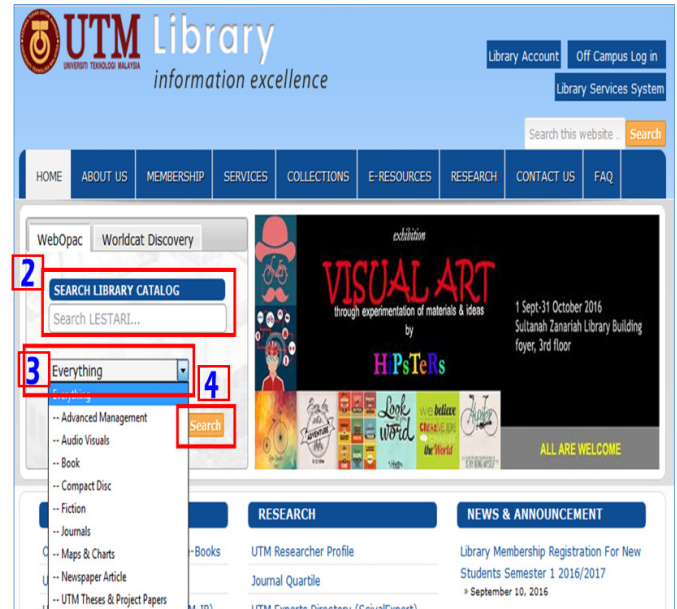 UTM Library
UNIVERSITI TEKNOLOGI MALAYSIA
information excellence
Library Account
Off Campus Log in
Library Services System
Search this website ..
Search
HOME ABOUT US MEMBERSHIP SERVICES COLLECTIONS E-RESOURCES RESEARCH CONTACT US FAQ
WebOpac Worldcat Discovery
2
SEARCH LIBRARY CATALOG
Search LESTARI...
3
Everything
4
Everything
-- Advanced Management
Search
-- Audio Visuals
-- Book
-- Compact Disc
-- Fiction
-- Journals
-- Maps & Charts
-- Newspaper Article
-- UTM Theses & Project Papers
exhibition
VISUAL ART
through experimentation of materials & ideas
by
HiPsTeRs
1 Sept-31 October 2016
Sultanah Zanariah Library Building
foyer, 3rd floor
Look
word
we believe
the World
ADVENTURE
ALL ARE WELCOME
-Books
RESEARCH
UTM Researcher Profile
Journal Quartile
UTM Experts Directory (ScivalExpert)
NEWS & ANNOUNCEMENT
Library Membership Registration For New
Students Semester 1 2016/2017
» September 10, 2016